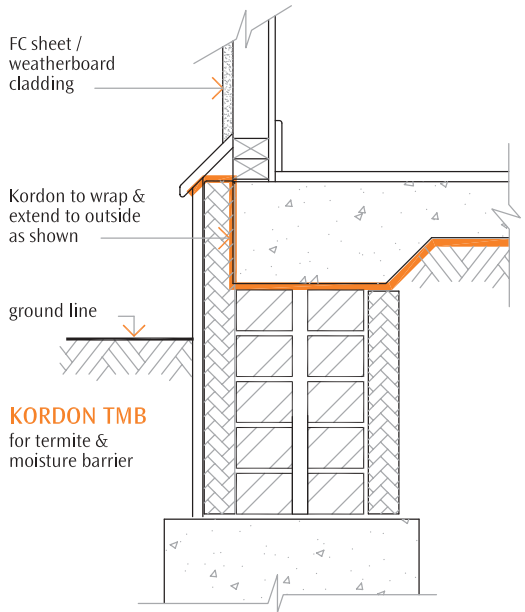 FC sheet /
weatherboard
cladding
Kordon to wrap &
extend to outside
as shown
ground line
KORDON TMB
for termite &
moisture barrier